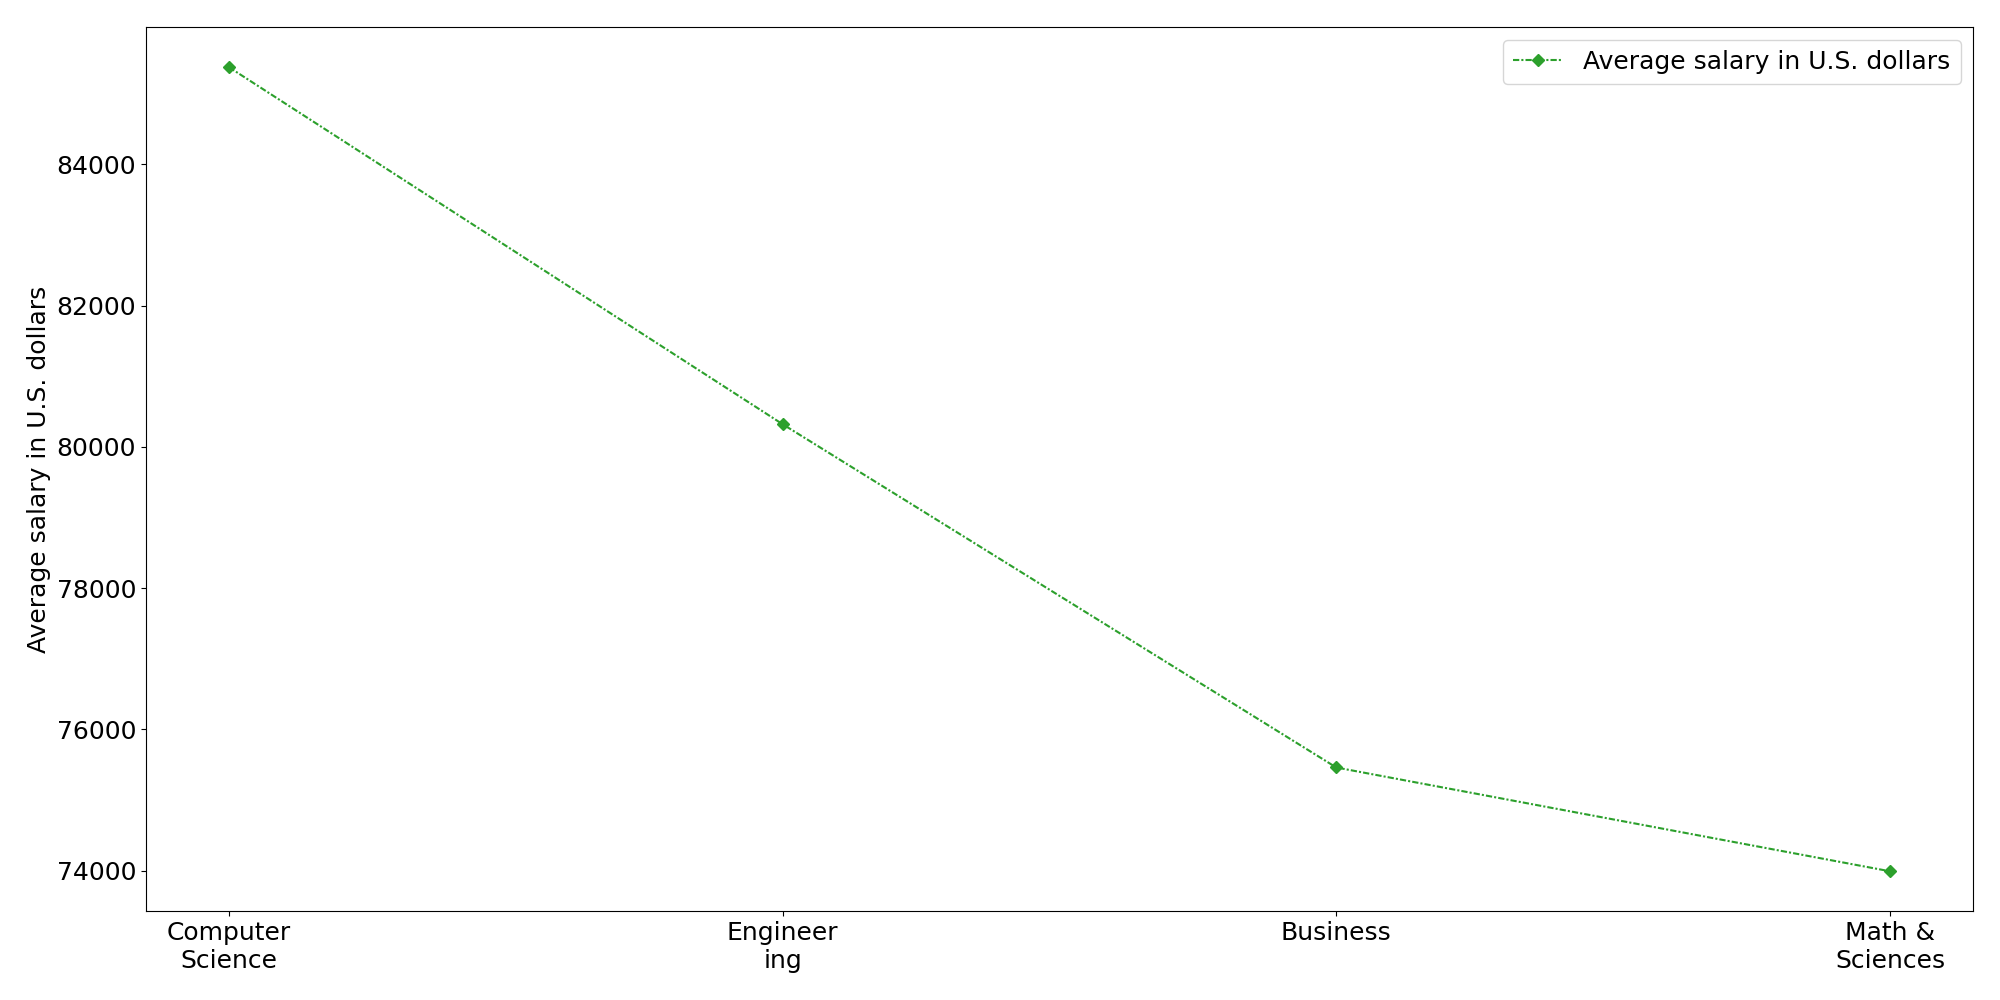 Average salary in U.S. dollars
84000
82000
80000
78000
76000
74000
Average salary in U.S. dollars
Computer
Science
Engineer
ing
Business
Math &
Sciences